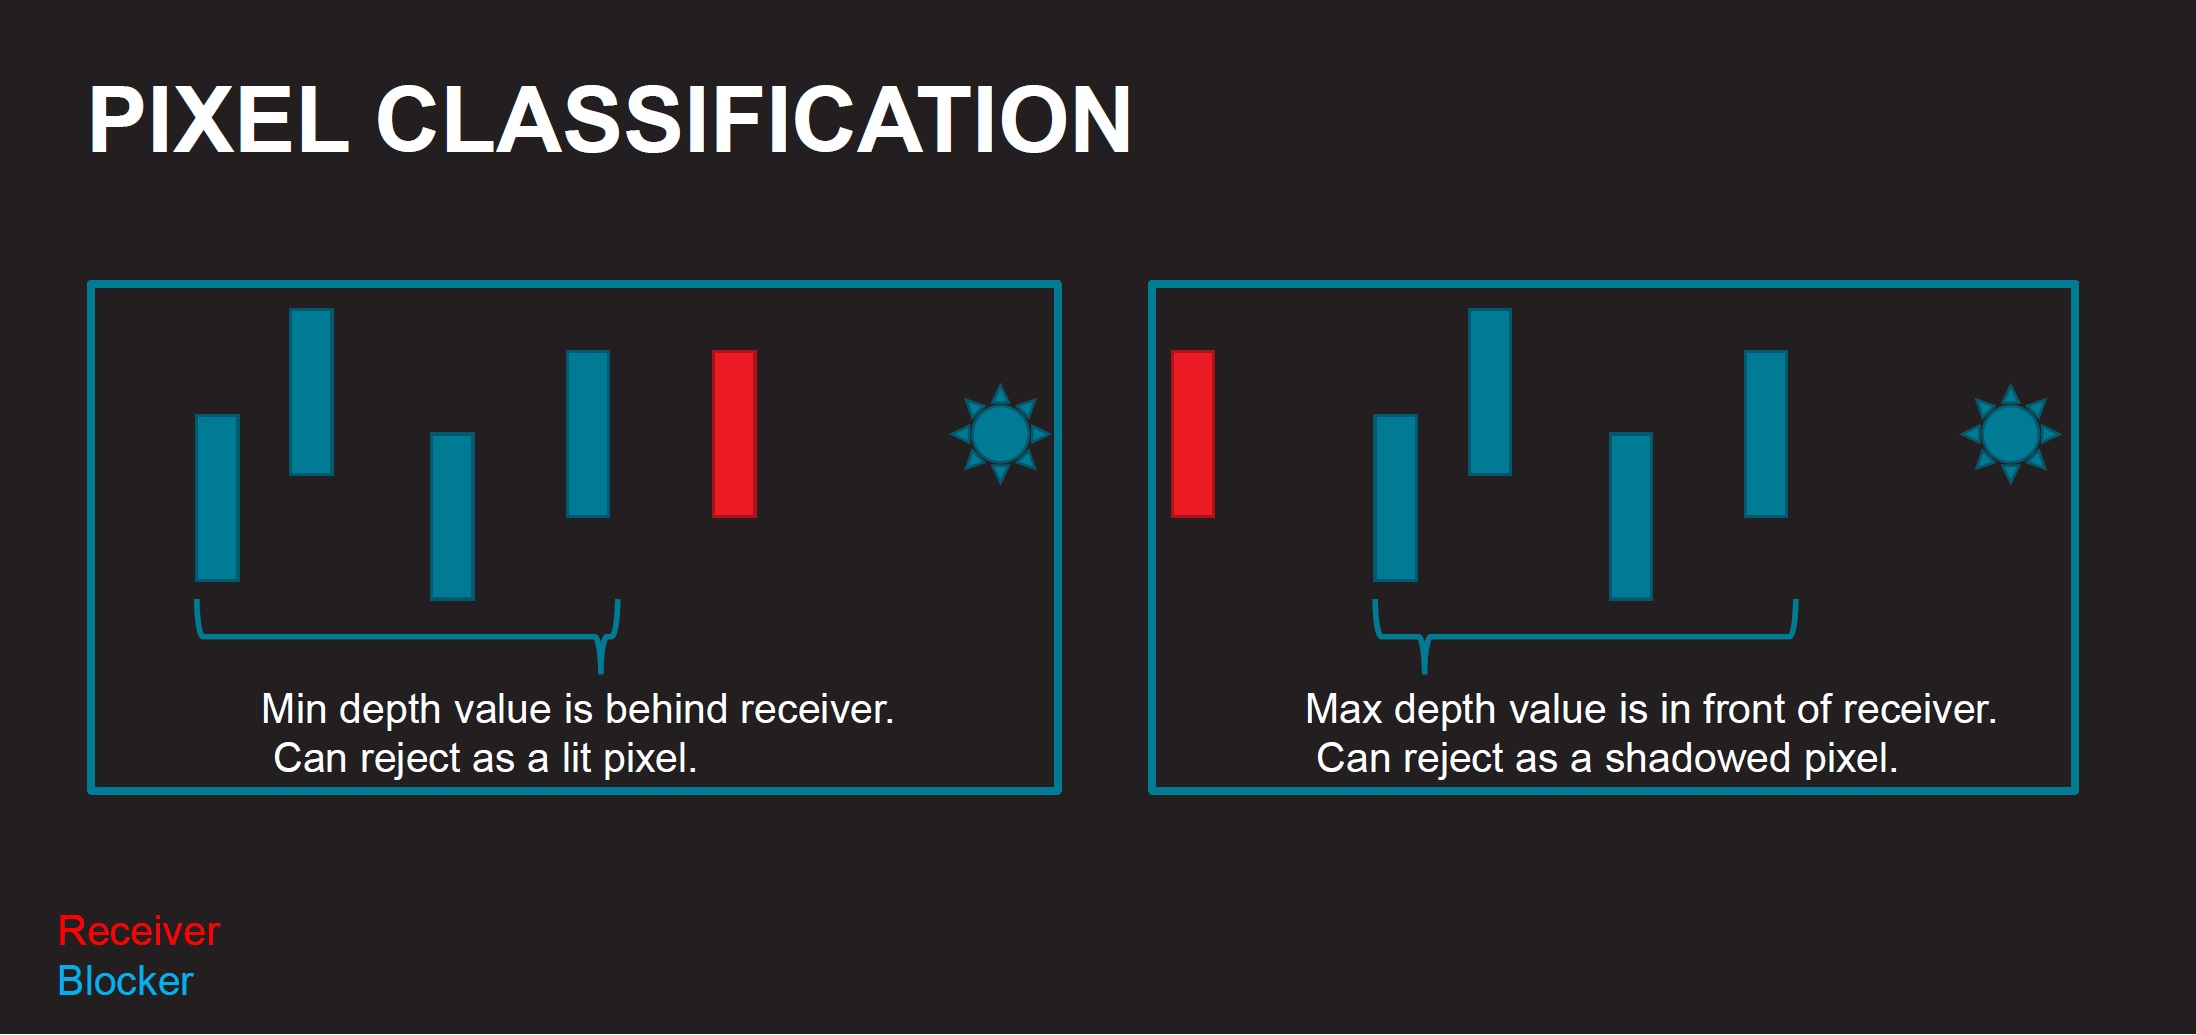 PIXEL CLASSIFICATION
Min depth value is behind receiver.
Can reject as a lit pixel.
Max depth value is in front of receiver.
Can reject as a shadowed pixel.
Receiver
Blocker